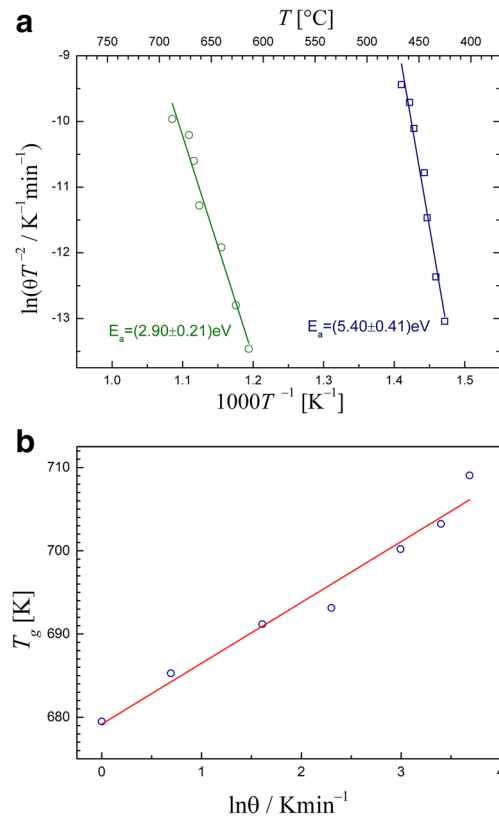 a
T [°C]
750 700 650 600 550 500 450 400
-9
-10
-11
-12
-13
ln(θT⁻² / K⁻¹min⁻¹)
Eₐ=(2.90±0.21)eV
Eₐ=(5.40±0.41)eV
1.0 1.1 1.2 1.3 1.4 1.5
1000T⁻¹ [K⁻¹]
b
710
700
690
680
T_g [K]
0 1 2 3 4
lnθ / Kmin⁻¹